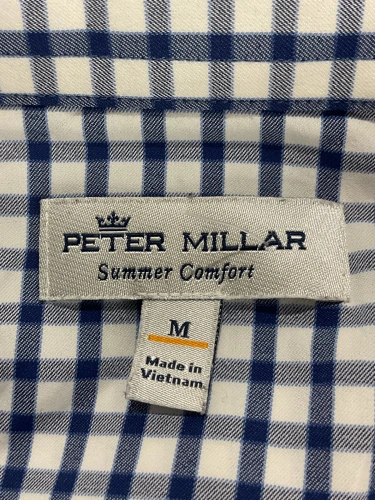 PETER MILLAR
Summer Comfort
M
Made in
Vietnam